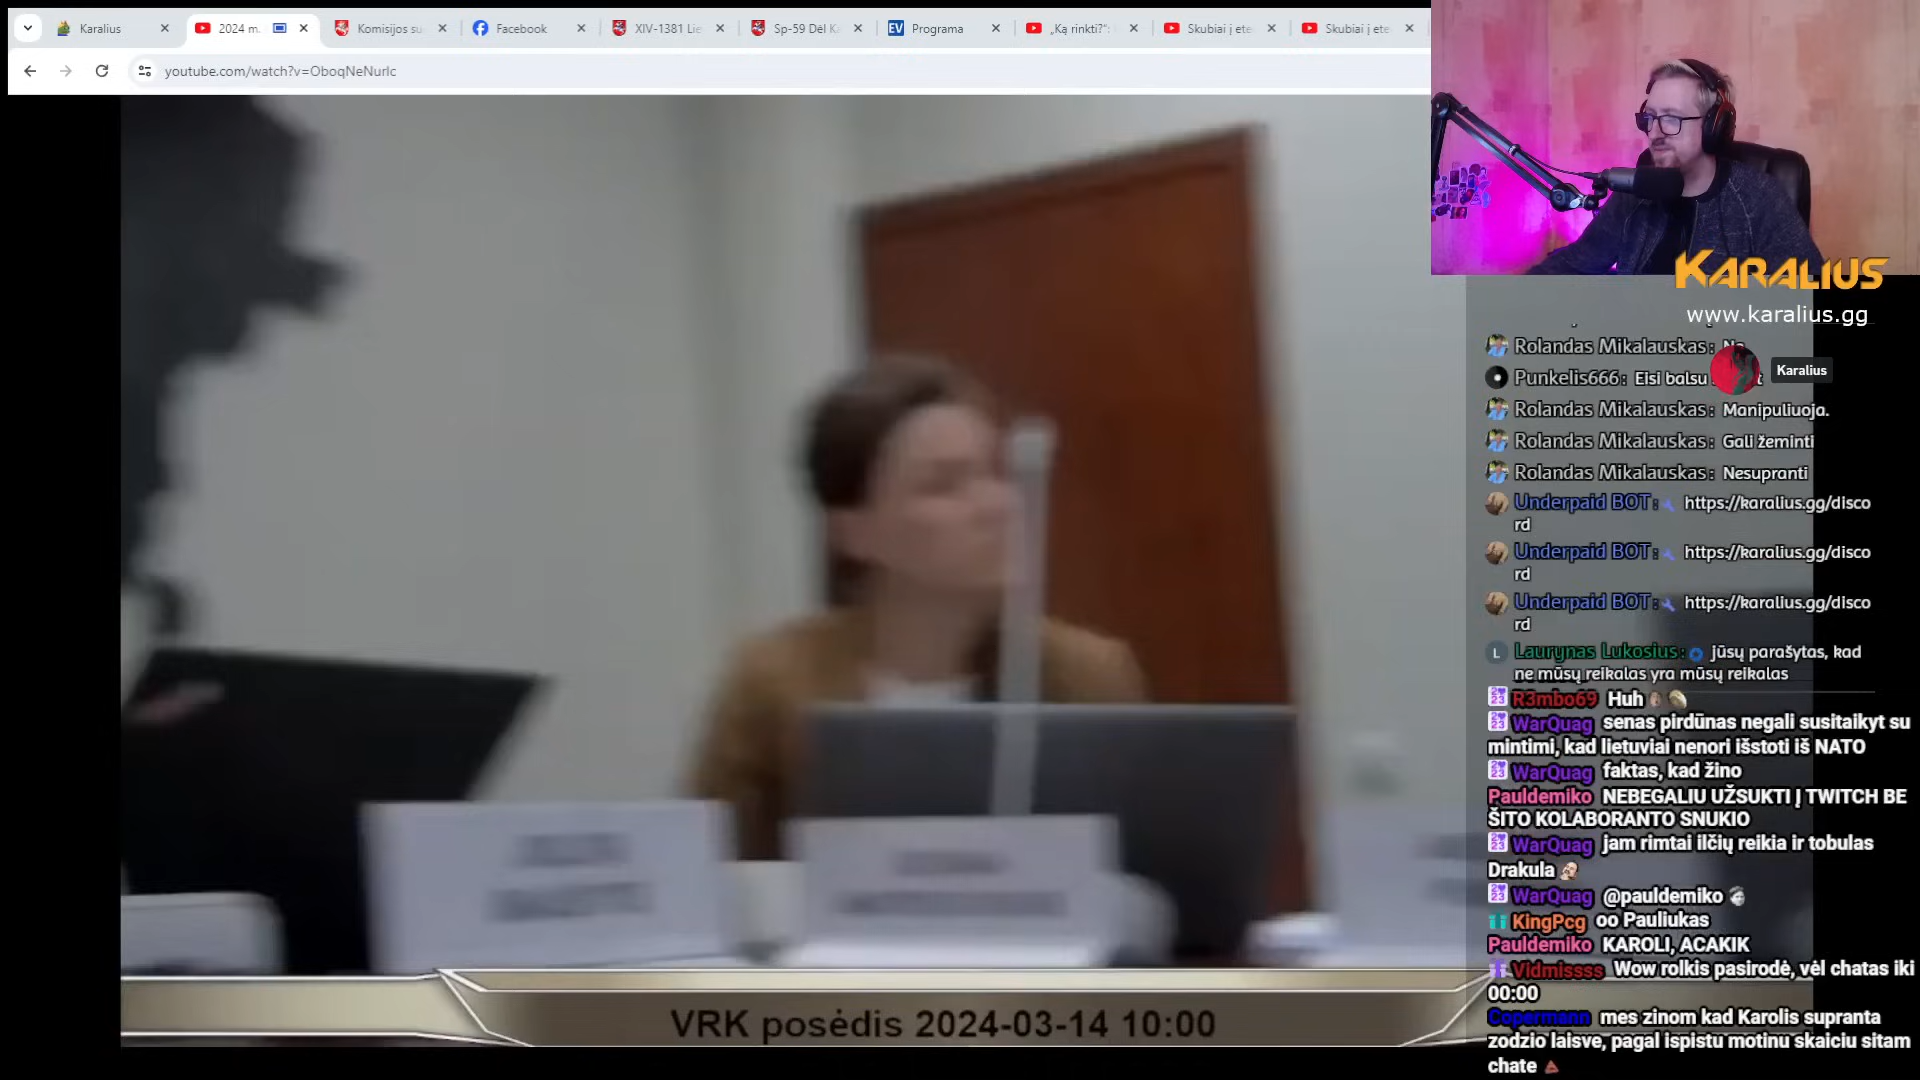 Karalius
2024 m.
Komisijos su
Facebook
XIV-1381 Lie
Sp-59 Dėl K
EV Programa
„Ką rinkti?“:
Skubiai į ete
Skubiai į ete
youtube.com/watch?v=OboqNeNurlc
KARALIUS
www.karalius.gg
Rolandas Mikalauskas:
Karalius
Punkelis666: Eisi balsu
Rolandas Mikalauskas: Manipuliuoja.
Rolandas Mikalauskas: Gali žeminti
Rolandas Mikalauskas: Nesupranti
Underpaid BOT: https://karalius.gg/disco
rd
Underpaid BOT: https://karalius.gg/disco
rd
Underpaid BOT: https://karalius.gg/disco
rd
L Laurynas Lukosius: jūsų parašytas, kad
ne mūsų reikalas yra mūsų reikalas
R3mbo69 Huh
WarQuag senas pirdūnas negali susitaikyt su
mintimi, kad lietuviai nenori išstoti iš NATO
WarQuag faktas, kad žino
Pauldemiko NEBEGALIU UŽSUKTI Į TWITCH BE
ŠITO KOLABORANTO SNUKIO
WarQuag jam rimtai ilčių reikia ir tobulas
Drakula
WarQuag @pauldemiko
KingPcg oo Pauliukas
Pauldemiko KAROLI, ACAKIK
Vidmissss Wow rolkis pasirodė, vėl chatas iki
00:00
Copermann mes zinom kad Karolis supranta
zodzio laisve, pagal ispistu motinu skaiciu sitam
chate
VRK posėdis 2024-03-14 10:00